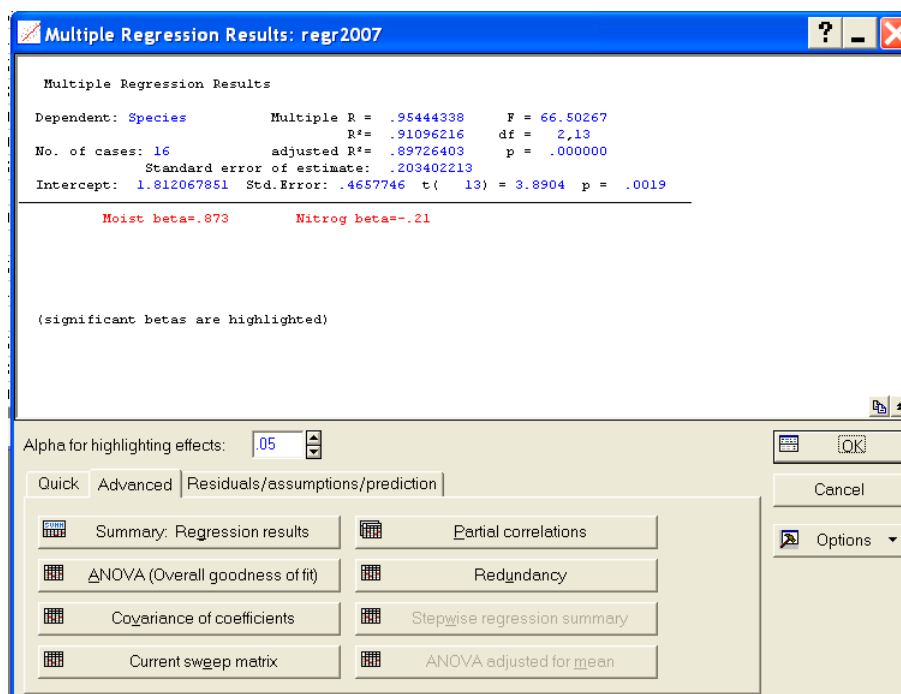 Multiple Regression Results: regr2007
Multiple Regression Results
Dependent: Species Multiple R = .95444338 F = 66.50267
R²= .91096216 df = 2,13
No. of cases: 16 adjusted R²= .89726403 p = .000000
Standard error of estimate: .203402213
Intercept: 1.812067851 Std.Error: .4657746 t( 13) = 3.8904 p = .0019
Moist beta=.873 Nitrog beta=-.21
(significant betas are highlighted)
Alpha for highlighting effects: .05
OK
Quick Advanced Residuals/assumptions/prediction
Cancel
Summary: Regression results Partial correlations
Options
ANOVA (Overall goodness of fit) Redundancy
Covariance of coefficients Stepwise regression summary
Current sweep matrix ANOVA adjusted for mean